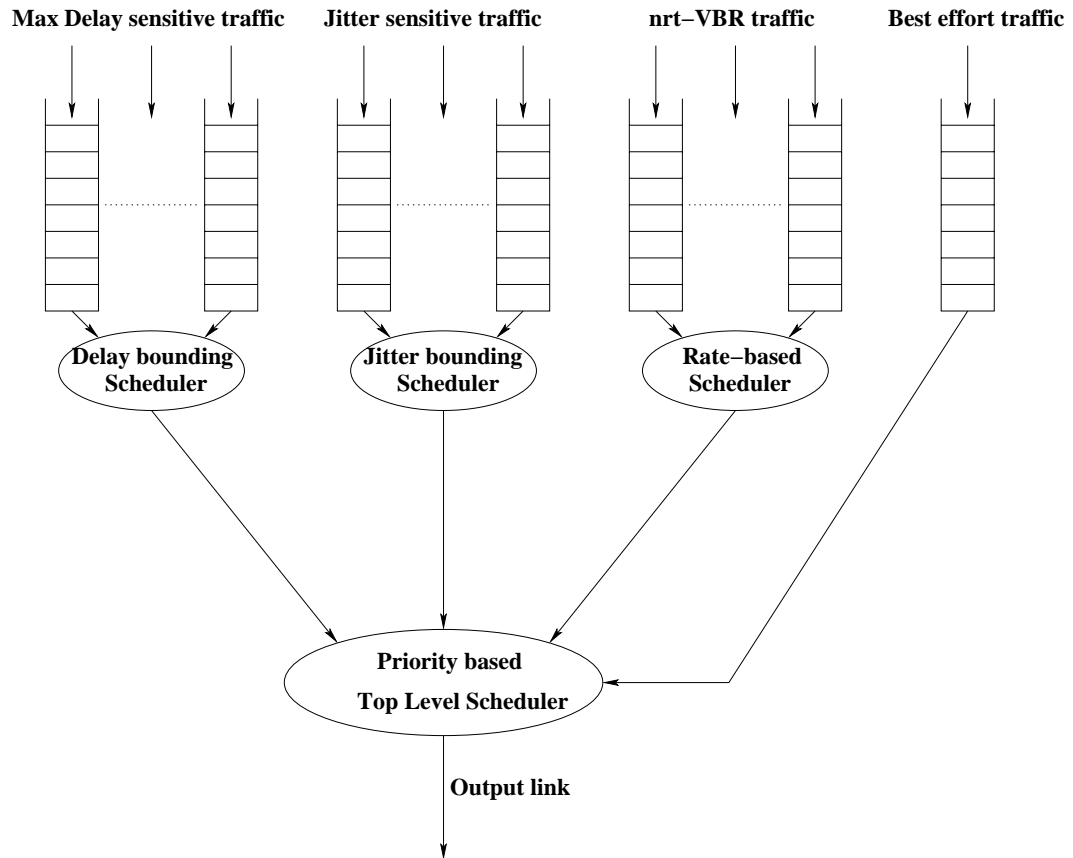 Max Delay sensitive traffic
Jitter sensitive traffic
nrt−VBR traffic
Best effort traffic
Delay bounding
Scheduler
Jitter bounding
Scheduler
Rate−based
Scheduler
Priority based
Top Level Scheduler
Output link